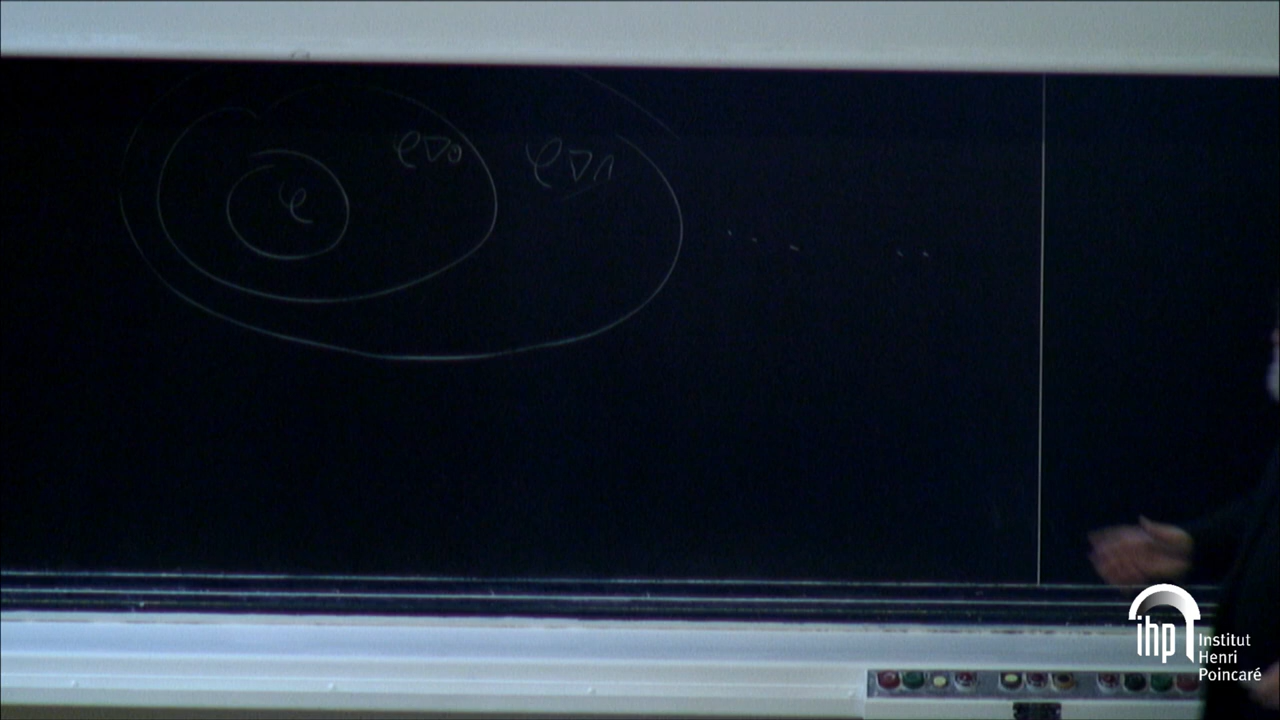 φ
φ▽0
φ▽1
ihp
Institut
Henri
Poincaré